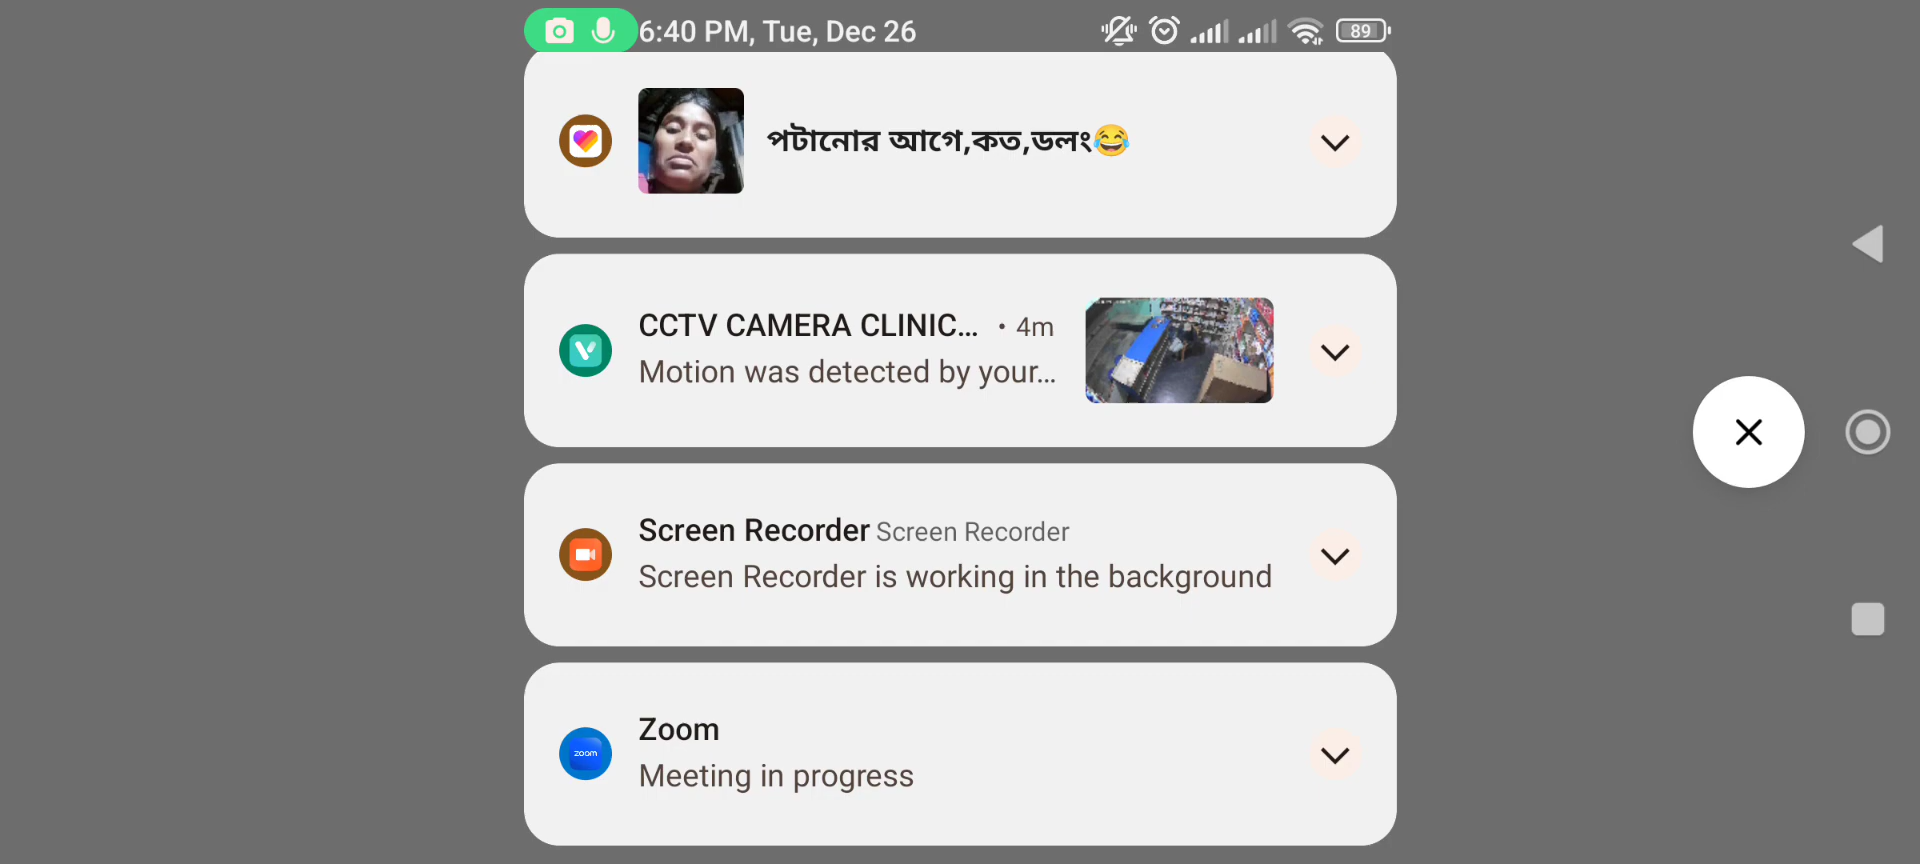 6:40 PM, Tue, Dec 26
89
পটানোর আগে,কত,ডলং😂
CCTV CAMERA CLINIC... • 4m
Motion was detected by your...
Screen Recorder Screen Recorder
Screen Recorder is working in the background
Zoom
zoom
Meeting in progress